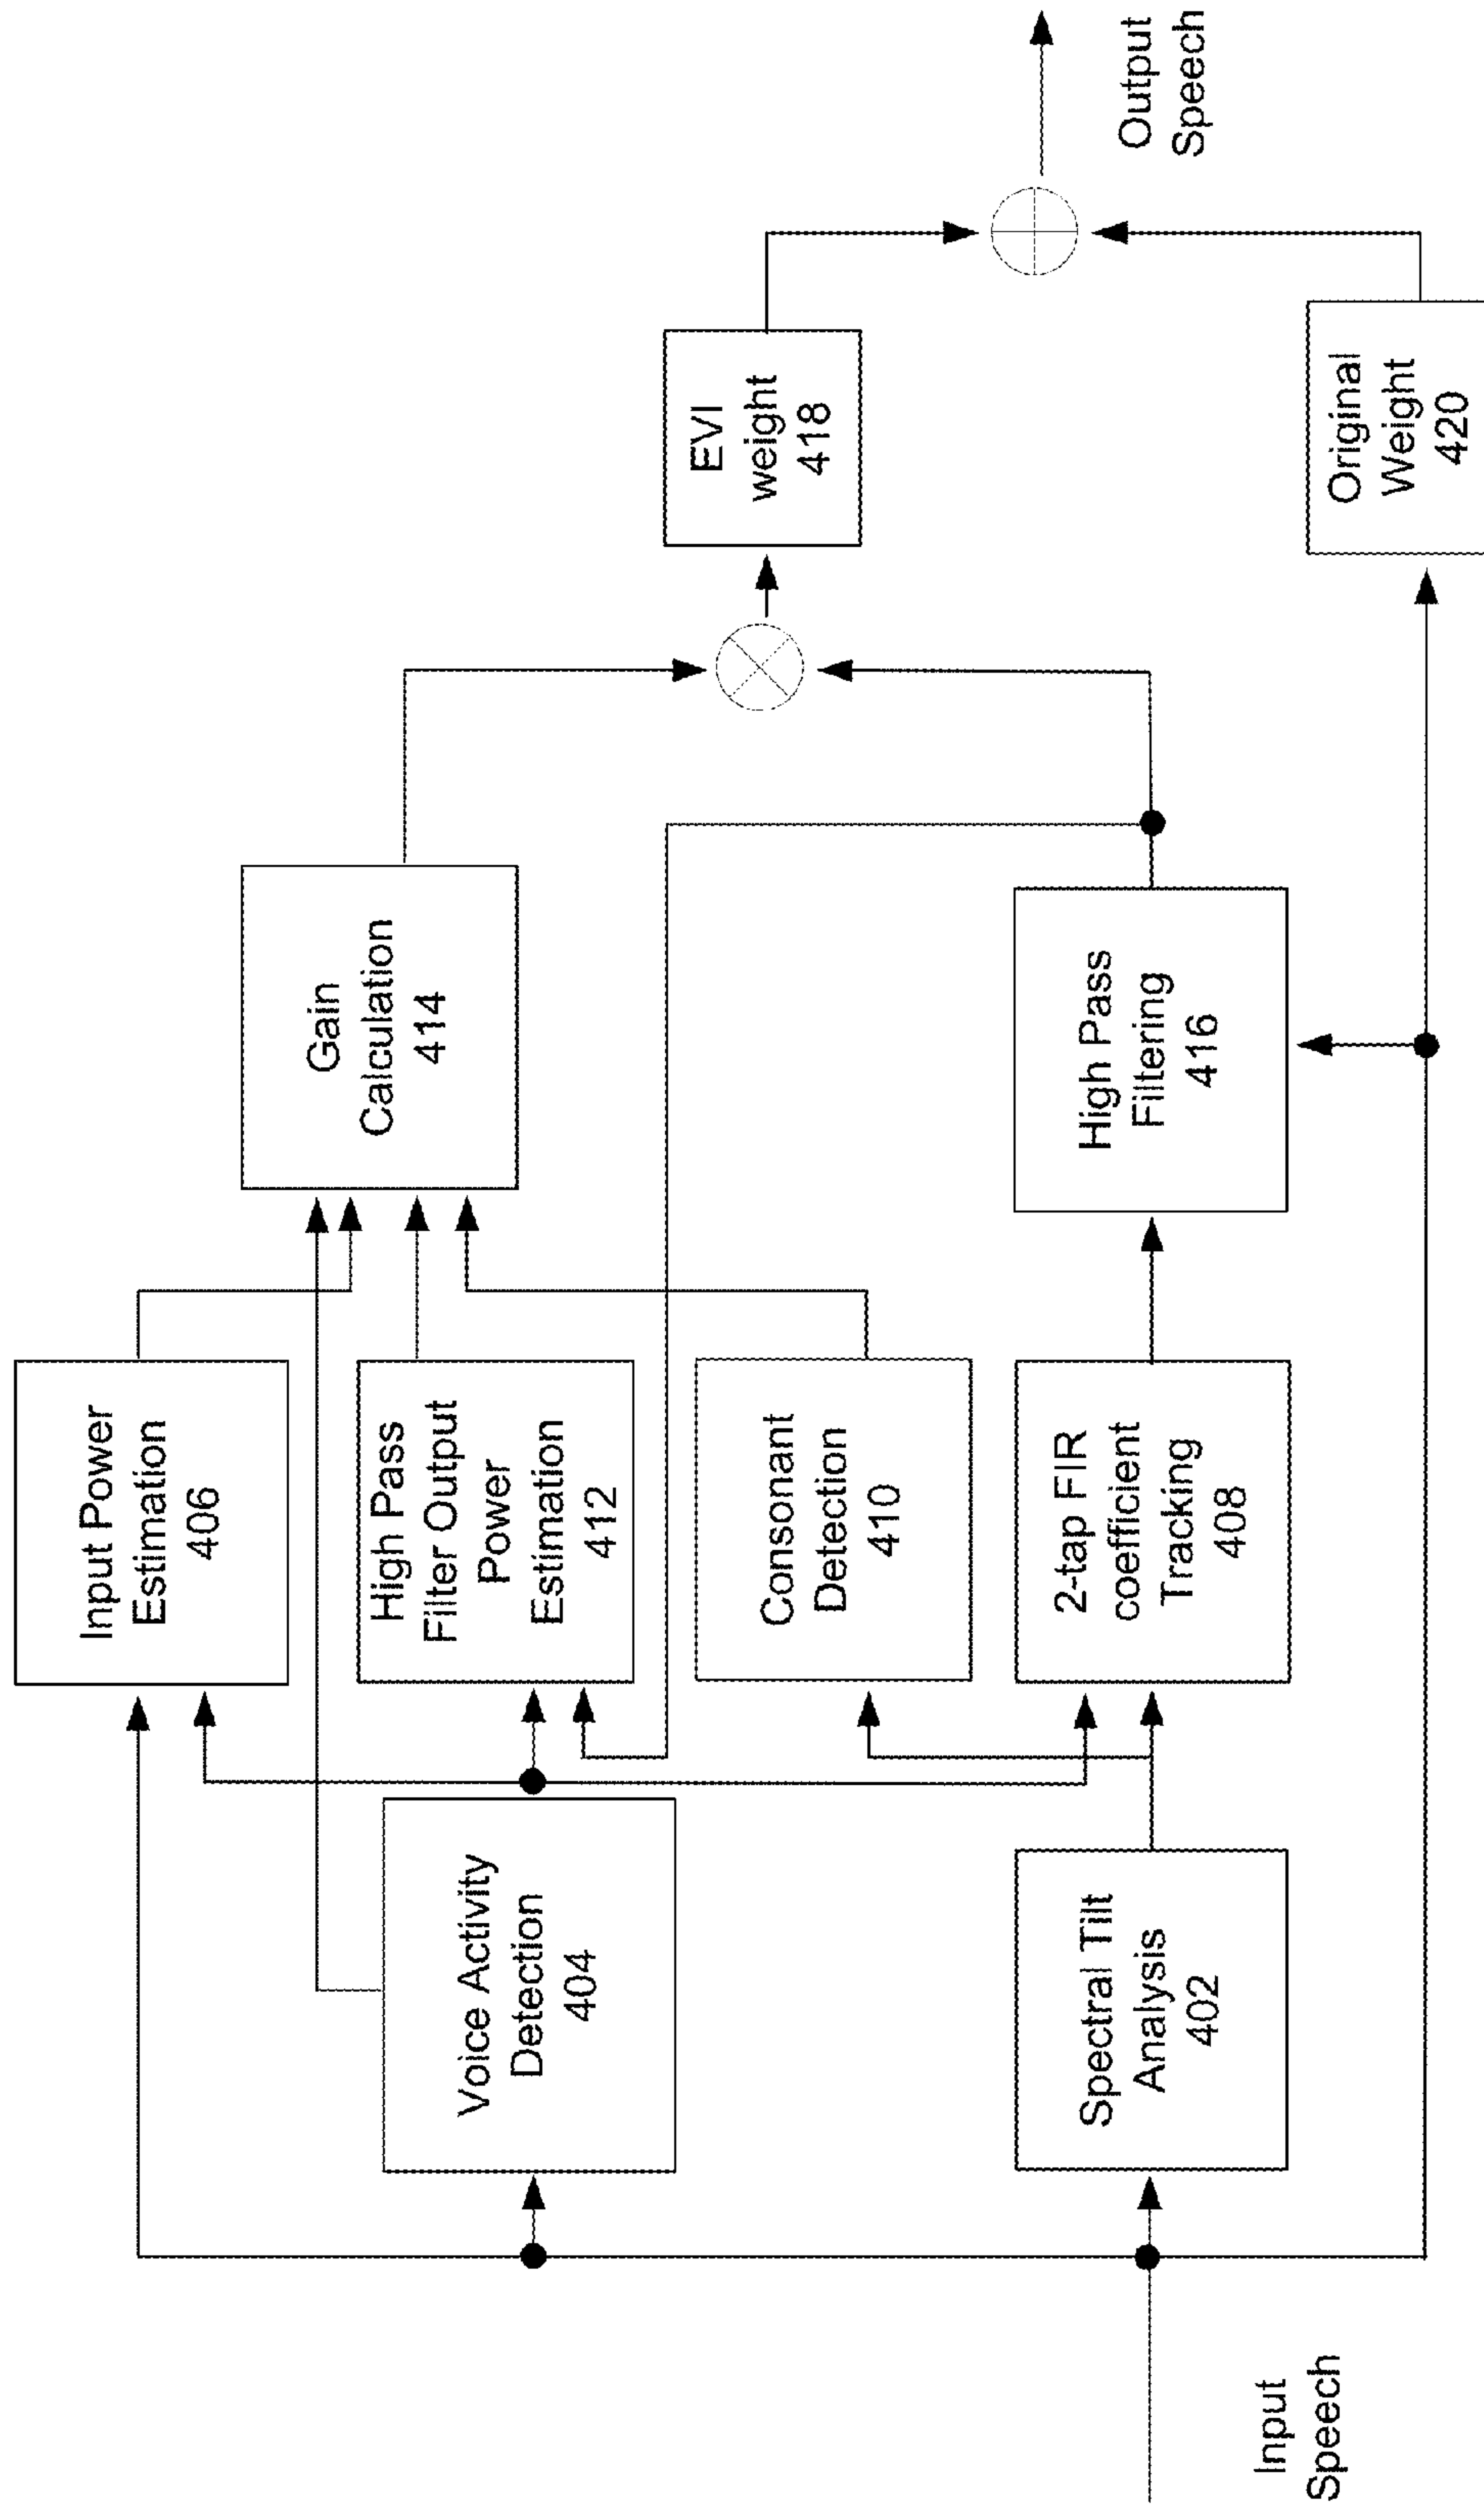 Input
Speech
Input Power
Estimation
406
Voice Activity
Detection
404
High Pass
Filter Output
Power
Estimation
412
Consonant
Detection
410
Spectral Tilt
Analysis
402
2-tap FIR
coefficient
Tracking
408
Gain
Calculation
414
High Pass
Filtering
416
EVI
weight
418
Original
Weight
420
Output
Speech